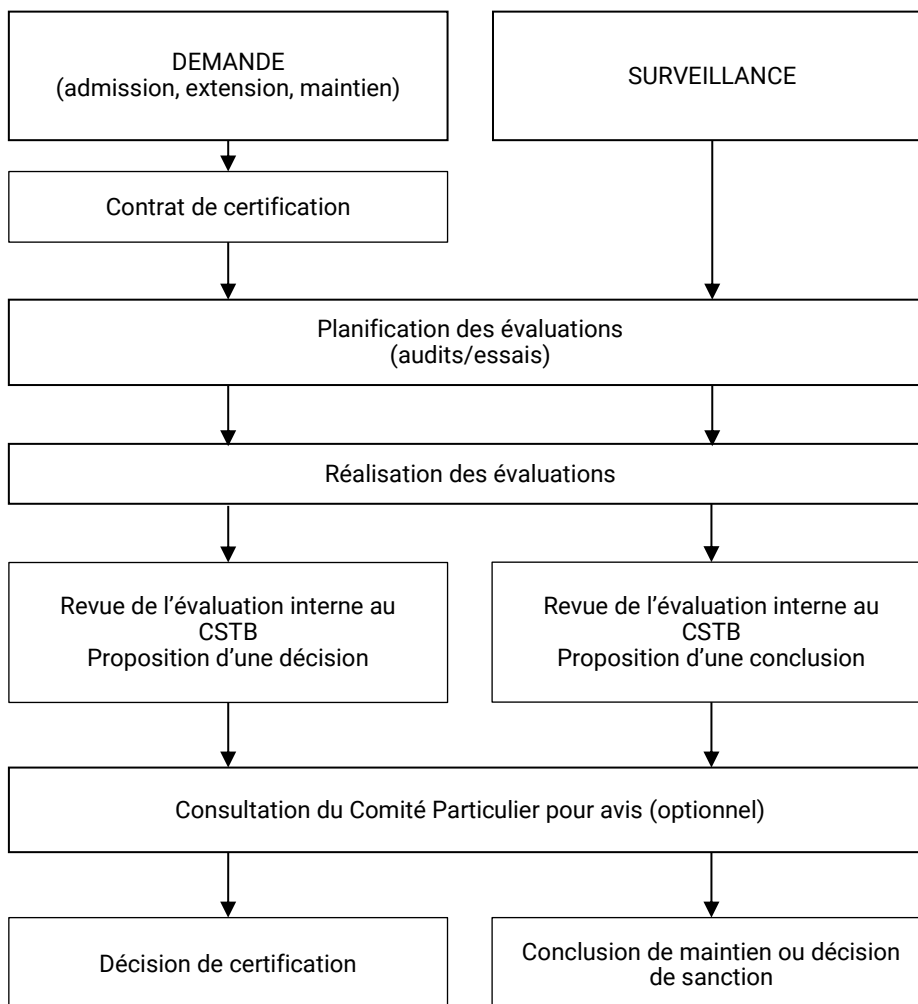 DEMANDE
(admission, extension, maintien)
SURVEILLANCE
Contrat de certification
Planification des évaluations
(audits/essais)
Réalisation des évaluations
Revue de l’évaluation interne au
CSTB
Proposition d’une décision
Revue de l’évaluation interne au
CSTB
Proposition d’une conclusion
Consultation du Comité Particulier pour avis (optionnel)
Décision de certification
Conclusion de maintien ou décision
de sanction